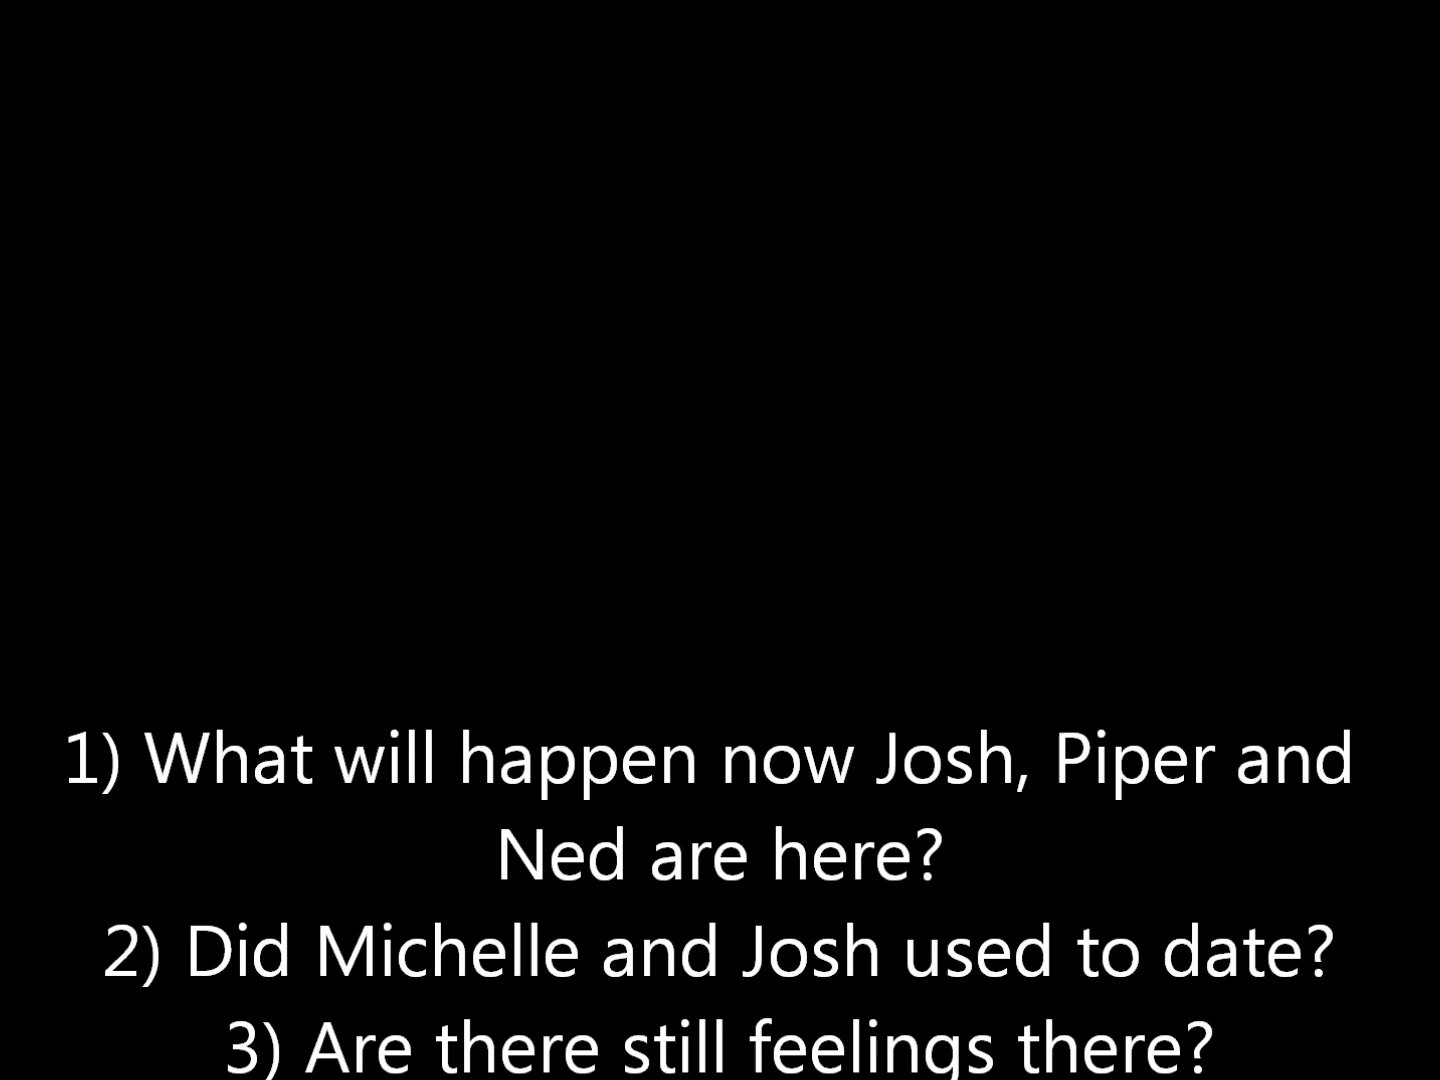 1) What will happen now Josh, Piper and
Ned are here?
2) Did Michelle and Josh used to date?
3) Are there still feelings there?